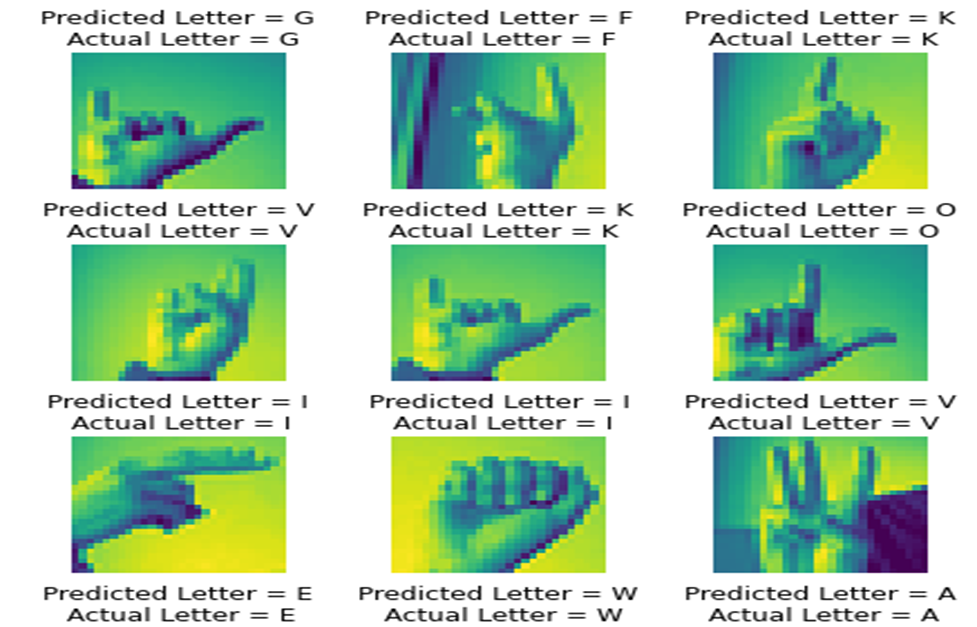 Predicted Letter = G
Actual Letter = G
Predicted Letter = F
Actual Letter = F
Predicted Letter = K
Actual Letter = K
Predicted Letter = V
Actual Letter = V
Predicted Letter = K
Actual Letter = K
Predicted Letter = O
Actual Letter = O
Predicted Letter = I
Actual Letter = I
Predicted Letter = I
Actual Letter = I
Predicted Letter = V
Actual Letter = V
Predicted Letter = E
Actual Letter = E
Predicted Letter = W
Actual Letter = W
Predicted Letter = A
Actual Letter = A